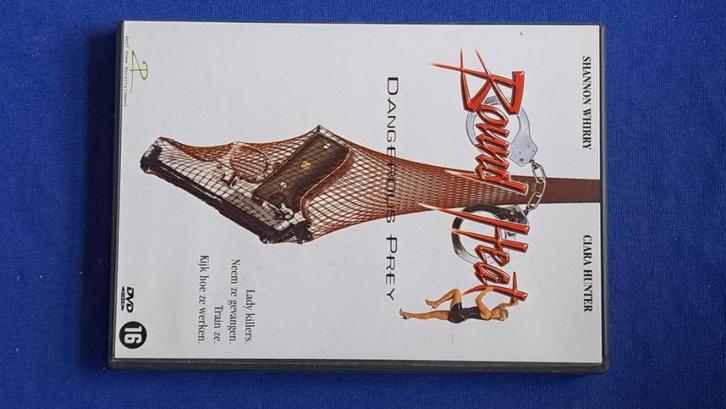 SHANNON WHIRRY
CIARA HUNTER
Bound Heat
DANGEROUS PREY
Lady killers.
Neem ze gevangen.
Train ze.
Kijk hoe ze werken.
DVD
16